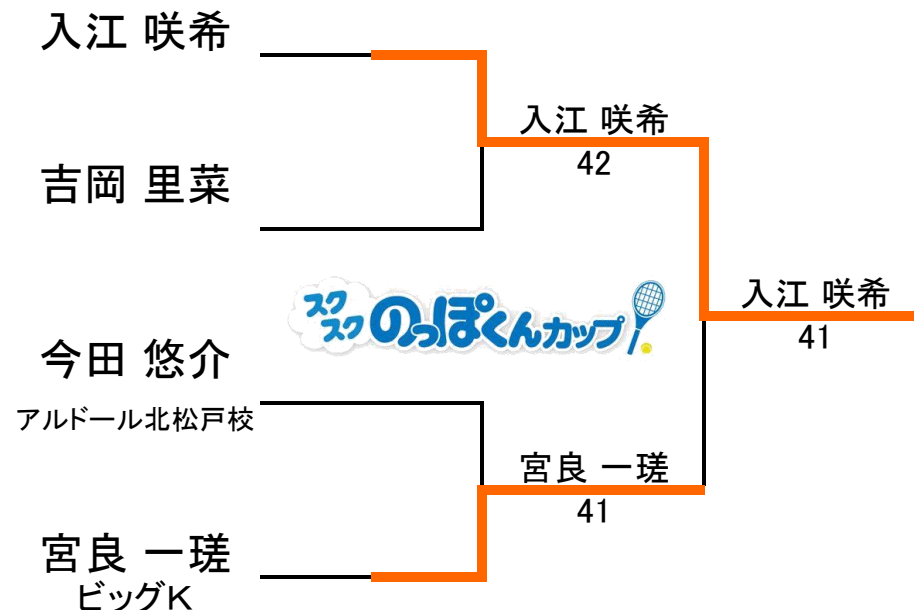 入江 咲希
吉岡 里菜
今田 悠介
アルドール北松戸校
宮良 一瑳
ビッグK
入江 咲希
42
スクスク のっぽくんカップ
宮良 一瑳
41
入江 咲希
41